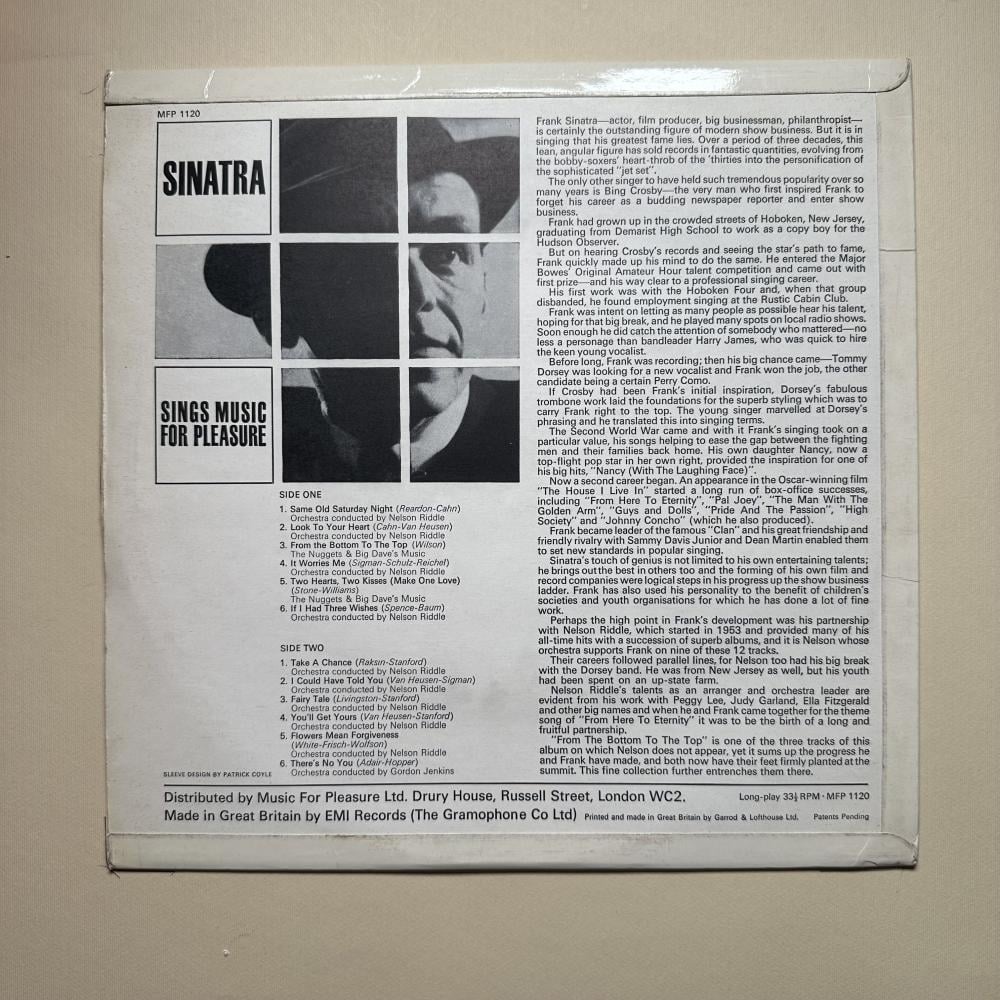 MFP 1120
SINATRA
SINGS MUSIC
FOR PLEASURE
SIDE ONE
1. Same Old Saturday Night (Reardon-Cahn)
Orchestra conducted by Nelson Riddle
2. Look To Your Heart (Cahn-Van Heusen)
Orchestra conducted by Nelson Riddle
3. From the Bottom To The Top (Wilson)
The Nuggets & Big Dave's Music
4. It Worries Me (Sigman-Schulz-Reichel)
Orchestra conducted by Nelson Riddle
5. Two Hearts, Two Kisses (Make One Love)
(Stone-Williams)
The Nuggets & Big Dave's Music
6. If I Had Three Wishes (Spence-Baum)
Orchestra conducted by Nelson Riddle
SIDE TWO
1. Take A Chance (Raksin-Stanford)
Orchestra conducted by Nelson Riddle
2. I Could Have Told You (Van Heusen-Sigman)
Orchestra conducted by Nelson Riddle
3. Fairy Tale (Livingston-Stanford)
Orchestra conducted by Nelson Riddle
4. You'll Get Yours (Van Heusen-Stanford)
Orchestra conducted by Nelson Riddle
5. Flowers Mean Forgiveness
(White-Frisch-Wolfson)
Orchestra conducted by Nelson Riddle
6. There's No You (Adair-Hopper)
Orchestra conducted by Gordon Jenkins
SLEEVE DESIGN BY PATRICK COYLE
Frank Sinatra—actor, film producer, big businessman, philanthropist—
is certainly the outstanding figure of modern show business. But it is in
singing that his greatest fame lies. Over a period of three decades, this
lean, angular figure has sold records in fantastic quantities, evolving from
the bobby-soxers' heart-throb of the 'thirties into the personification of
the sophisticated "jet set".
The only other singer to have held such tremendous popularity over so
many years is Bing Crosby—the very man who first inspired Frank to
forget his career as a budding newspaper reporter and enter show
business.
Frank had grown up in the crowded streets of Hoboken, New Jersey,
graduating from Demarist High School to work as a copy boy for the
Hudson Observer.
But on hearing Crosby's records and seeing the star's path to fame,
Frank quickly made up his mind to do the same. He entered the Major
Bowes' Original Amateur Hour talent competition and came out with
first prize—and his way clear to a professional singing career.
His first work was with the Hoboken Four and, when that group
disbanded, he found employment singing at the Rustic Cabin Club.
Frank was intent on letting as many people as possible hear his talent,
hoping for that big break, and he played many spots on local radio shows.
Soon enough he did catch the attention of somebody who mattered—no
less a personage than bandleader Harry James, who was quick to hire
the keen young vocalist.
Before long, Frank was recording; then his big chance came—Tommy
Dorsey was looking for a new vocalist and Frank won the job, the other
candidate being a certain Perry Como.
If Crosby had been Frank's initial inspiration, Dorsey's fabulous
trombone work laid the foundations for the superb styling which was to
carry Frank right to the top. The young singer marvelled at Dorsey's
phrasing and he translated this into singing terms.
The Second World War came and with it Frank's singing took on a
particular value, his songs helping to ease the gap between the fighting
men and their families back home. His own daughter Nancy, now a
top-flight pop star in her own right, provided the inspiration for one of
his big hits, "Nancy (With The Laughing Face)".
Now a second career began. An appearance in the Oscar-winning film
"The House I Live In" started a long run of box-office successes,
including "From Here To Eternity", "Pal Joey", "The Man With The
Golden Arm", "Guys and Dolls", "Pride And The Passion", "High
Society" and "Johnny Concho" (which he also produced).
Frank became leader of the famous "Clan" and his great friendship and
friendly rivalry with Sammy Davis Junior and Dean Martin enabled them
to set new standards in popular singing.
Sinatra's touch of genius is not limited to his own entertaining talents;
he brings out the best in others too and the forming of his own film and
record companies were logical steps in his progress up the show business
ladder. Frank has also used his personality to the benefit of children's
societies and youth organisations for which he has done a lot of fine
work.
Perhaps the high point in Frank's development was his partnership
with Nelson Riddle, which started in 1953 and provided many of his
all-time hits with a succession of superb albums, and it is Nelson whose
orchestra supports Frank on nine of these 12 tracks.
Their careers followed parallel lines, for Nelson too had his big break
with the Dorsey band. He was from New Jersey as well, but his youth
had been spent on an up-state farm.
Nelson Riddle's talents as an arranger and orchestra leader are
evident from his work with Peggy Lee, Judy Garland, Ella Fitzgerald
and other big names and when he and Frank came together for the theme
song of "From Here To Eternity" it was to be the birth of a long and
fruitful partnership.
"From The Bottom To The Top" is one of the three tracks of this
album on which Nelson does not appear, yet it sums up the progress he
and Frank have made, and both now have their feet firmly planted at the
summit. This fine collection further entrenches them there.
Distributed by Music For Pleasure Ltd. Drury House, Russell Street, London WC2.
Long-play 33⅓ RPM · MFP 1120
Made in Great Britain by EMI Records (The Gramophone Co Ltd)
Printed and made in Great Britain by Garrod & Lofthouse Ltd.
Patents Pending